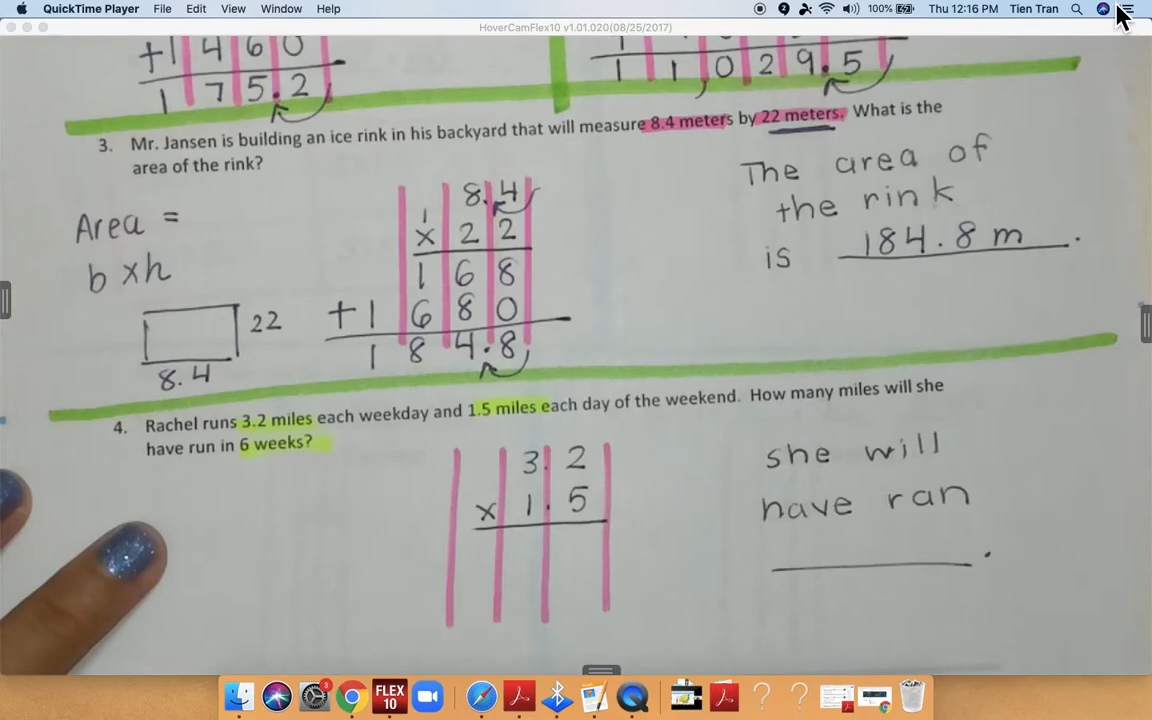 QuickTime Player File Edit View Window Help 100% Thu 12:16 PM Tien Tran
HoverCamFlex10 v1.01.020(08/25/2017)
+1 4 6 0
1 7 5.2
1 1,0 2 9.5
3. Mr. Jansen is building an ice rink in his backyard that will measure 8.4 meters by 22 meters. What is the
area of the rink?
Area =
b x h
22
8.4
8.4
1
x 2 2
1 6 8
+1 6 8 0
1 8 4.8
The area of
the rink
is 184.8 m.
4. Rachel runs 3.2 miles each weekday and 1.5 miles each day of the weekend. How many miles will she
have run in 6 weeks?
3.2
x 1.5
she will
have ran
.
3
FLEX
10